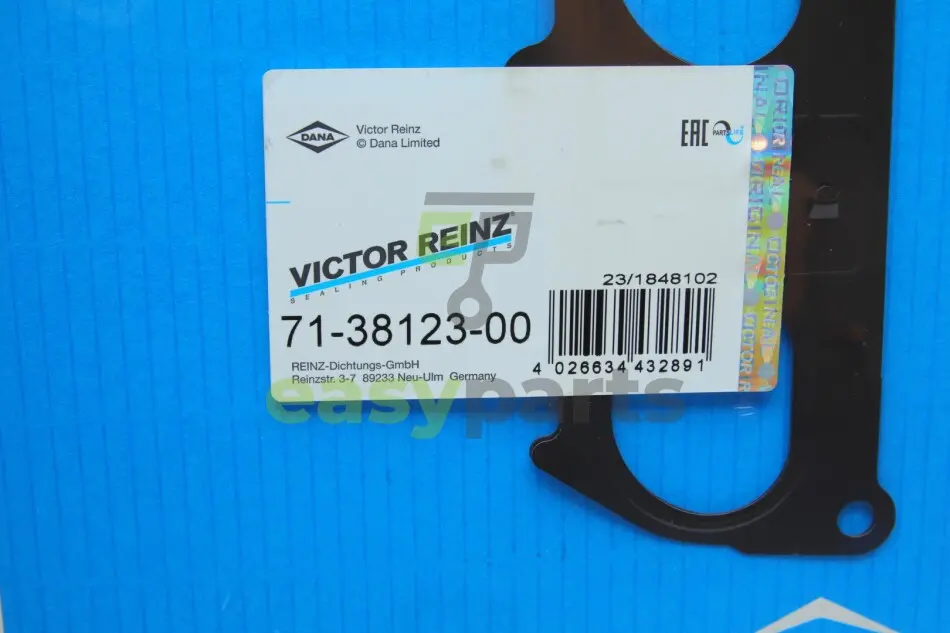 DANA
Victor Reinz
© Dana Limited
EAC
PARTSLIFE
VICTOR REINZ®
SEALING PRODUCTS
23/1848102
71-38123-00
4 026634 432891
REINZ-Dichtungs-GmbH
Reinzstr. 3-7 89233 Neu-Ulm Germany
easyparts